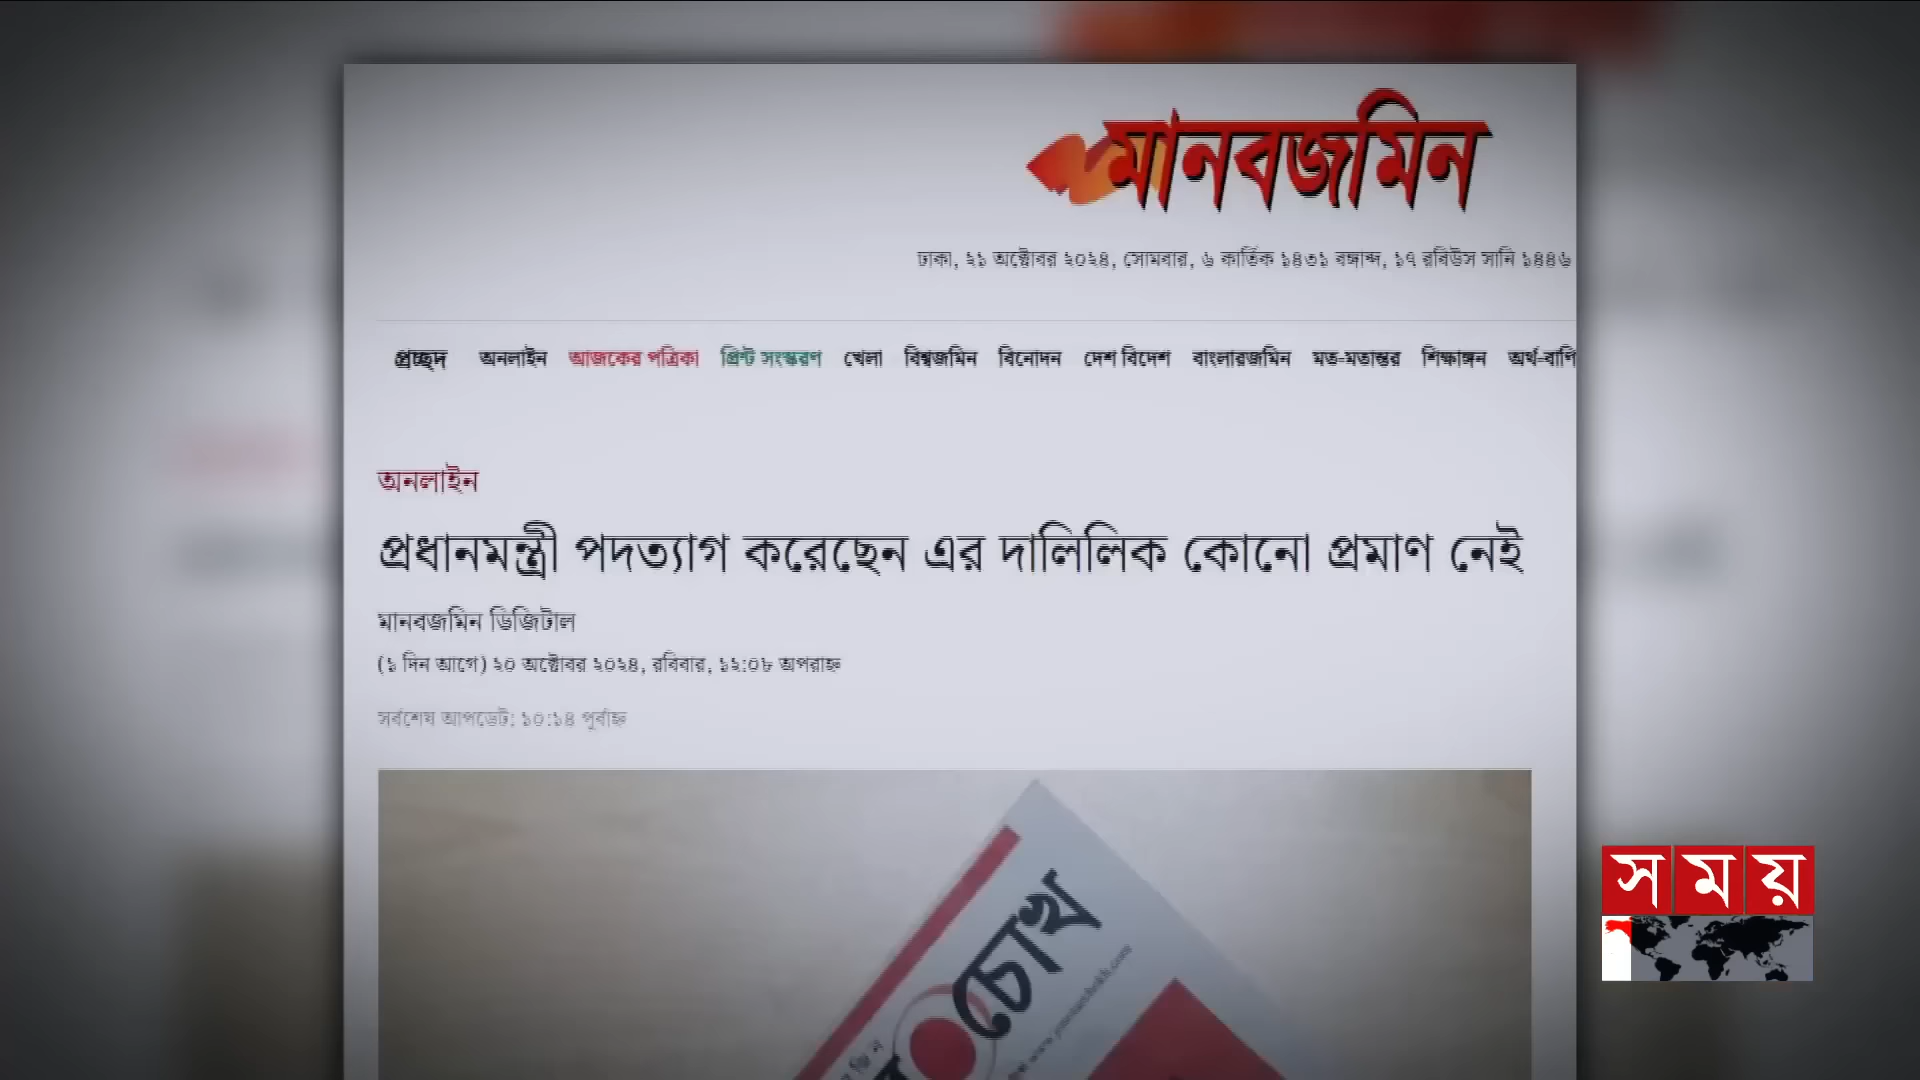 মানবজমিন
ঢাকা, ২১ অক্টোবর ২০২৪, সোমবার, ৬ কার্তিক ১৪৩১ বঙ্গাব্দ, ১৭ রবিউস সানি ১৪৪৬
প্রচ্ছদ অনলাইন আজকের পত্রিকা প্রিন্ট সংস্করণ খেলা বিশ্বজমিন বিনোদন দেশ বিদেশ বাংলারজমিন মত-মতান্তর শিক্ষাঙ্গন অর্থ-বাণি
অনলাইন
প্রধানমন্ত্রী পদত্যাগ করেছেন এর দালিলিক কোনো প্রমাণ নেই
মানবজমিন ডিজিটাল
(১ দিন আগে) ২০ অক্টোবর ২০২৪, রবিবার, ১২:০৮ অপরাহ্ন
সর্বশেষ আপডেট: ১০:১৪ পূর্বাহ্ন
চোখ
সময়